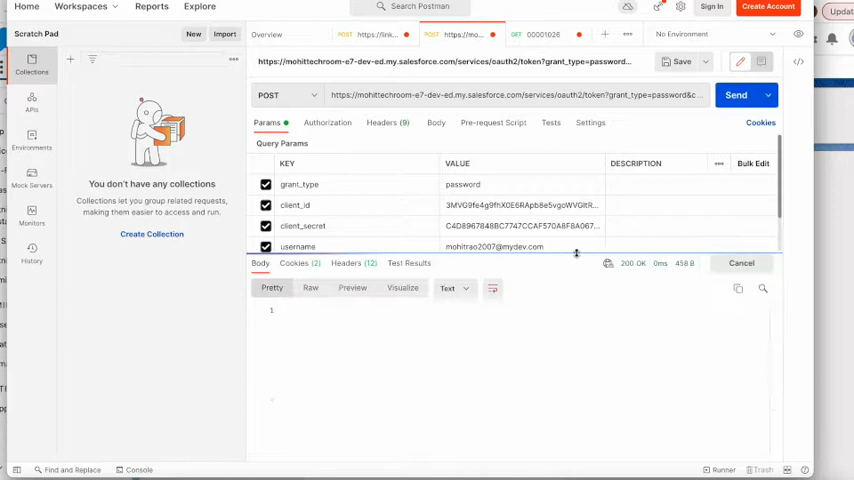 Home Workspaces Reports Explore Search Postman Sign In Create Account Updat
Scratch Pad New Import Overview POST https://link... POST https://mo... GET 00001026 No Environment
Collections
APIs
Environments
Mock Servers
Monitors
History
You don't have any collections
Collections let you group related requests,
making them easier to access and run.
Create Collection
https://mohittechroom-e7-dev-ed.my.salesforce.com/services/oauth2/token?grant_type=password... Save
POST https://mohittechroom-e7-dev-ed.my.salesforce.com/services/oauth2/token?grant_type=password&c... Send
Params Authorization Headers (9) Body Pre-request Script Tests Settings Cookies
Query Params
KEY VALUE DESCRIPTION Bulk Edit
grant_type password
client_id 3MVG9fe4g9fhX0E6RApb8e5vgoWVGltR...
client_secret C4D8967848BC7747CCAF570A8F8A067...
username mohitrao2007@mydev.com
Body Cookies (2) Headers (12) Test Results 200 OK 0ms 458 B Cancel
Pretty Raw Preview Visualize Text
1
Find and Replace Console Runner Trash